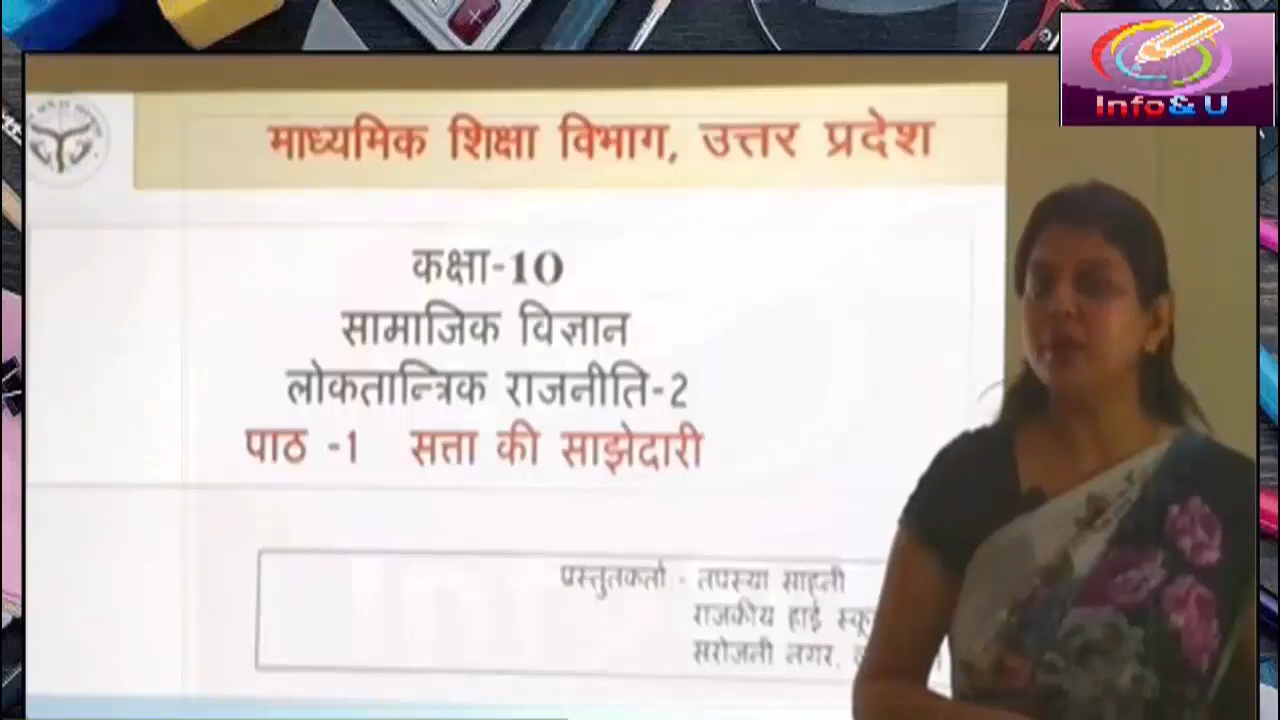 Info & U
माध्यमिक शिक्षा विभाग, उत्तर प्रदेश
कक्षा-10
सामाजिक विज्ञान
लोकतान्त्रिक राजनीति-2
पाठ -1 सत्ता की साझेदारी
प्रस्तुतकर्ता - तपस्या
राजकीय हाई
सरोजनी नगर,